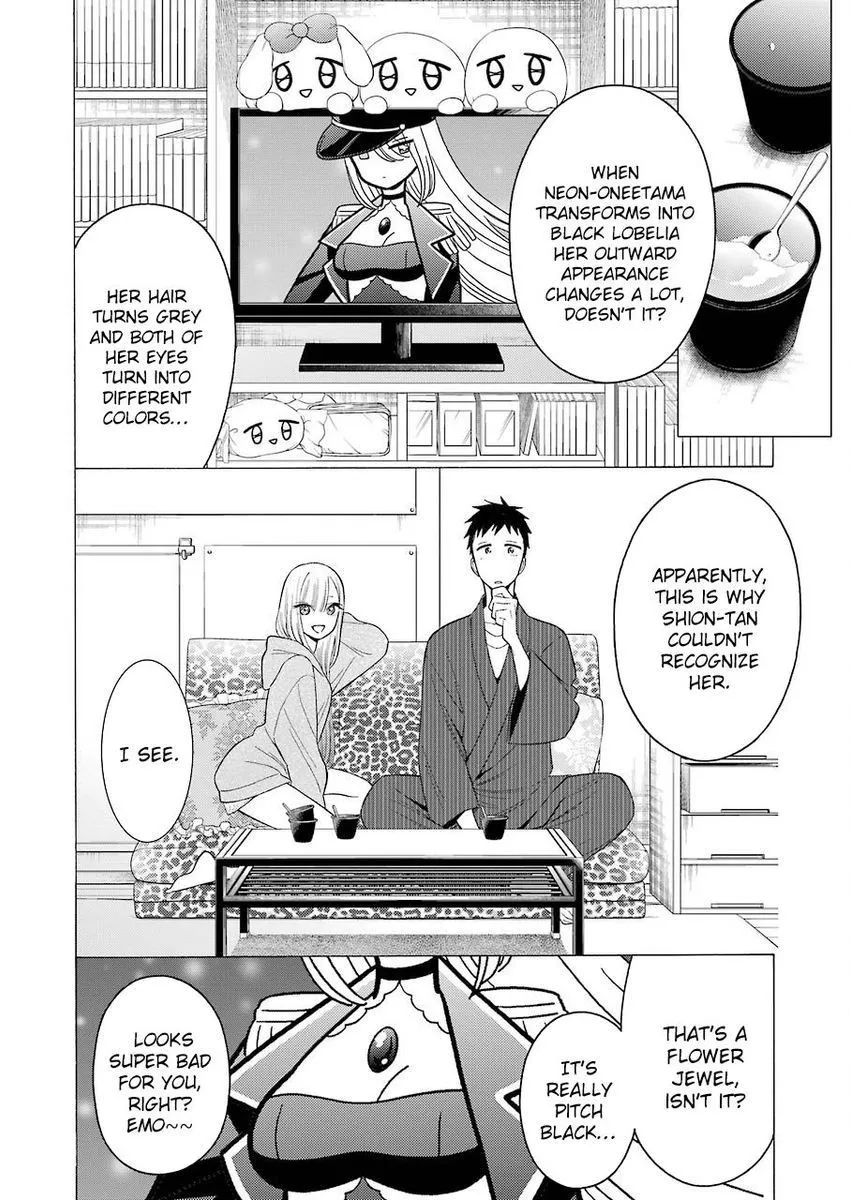 WHEN
NEON-ONEETAMA
TRANSFORMS INTO
BLACK LOBELIA
HER OUTWARD
APPEARANCE
CHANGES A LOT,
DOESN'T IT?
HER HAIR
TURNS GREY
AND BOTH OF
HER EYES
TURN INTO
DIFFERENT
COLORS...
APPARENTLY,
THIS IS WHY
SHION-TAN
COULDN'T
RECOGNIZE
HER.
I SEE.
THAT'S A
FLOWER
JEWEL,
ISN'T IT?
IT'S
REALLY
PITCH
BLACK...
LOOKS
SUPER BAD
FOR YOU,
RIGHT?
EMO~~